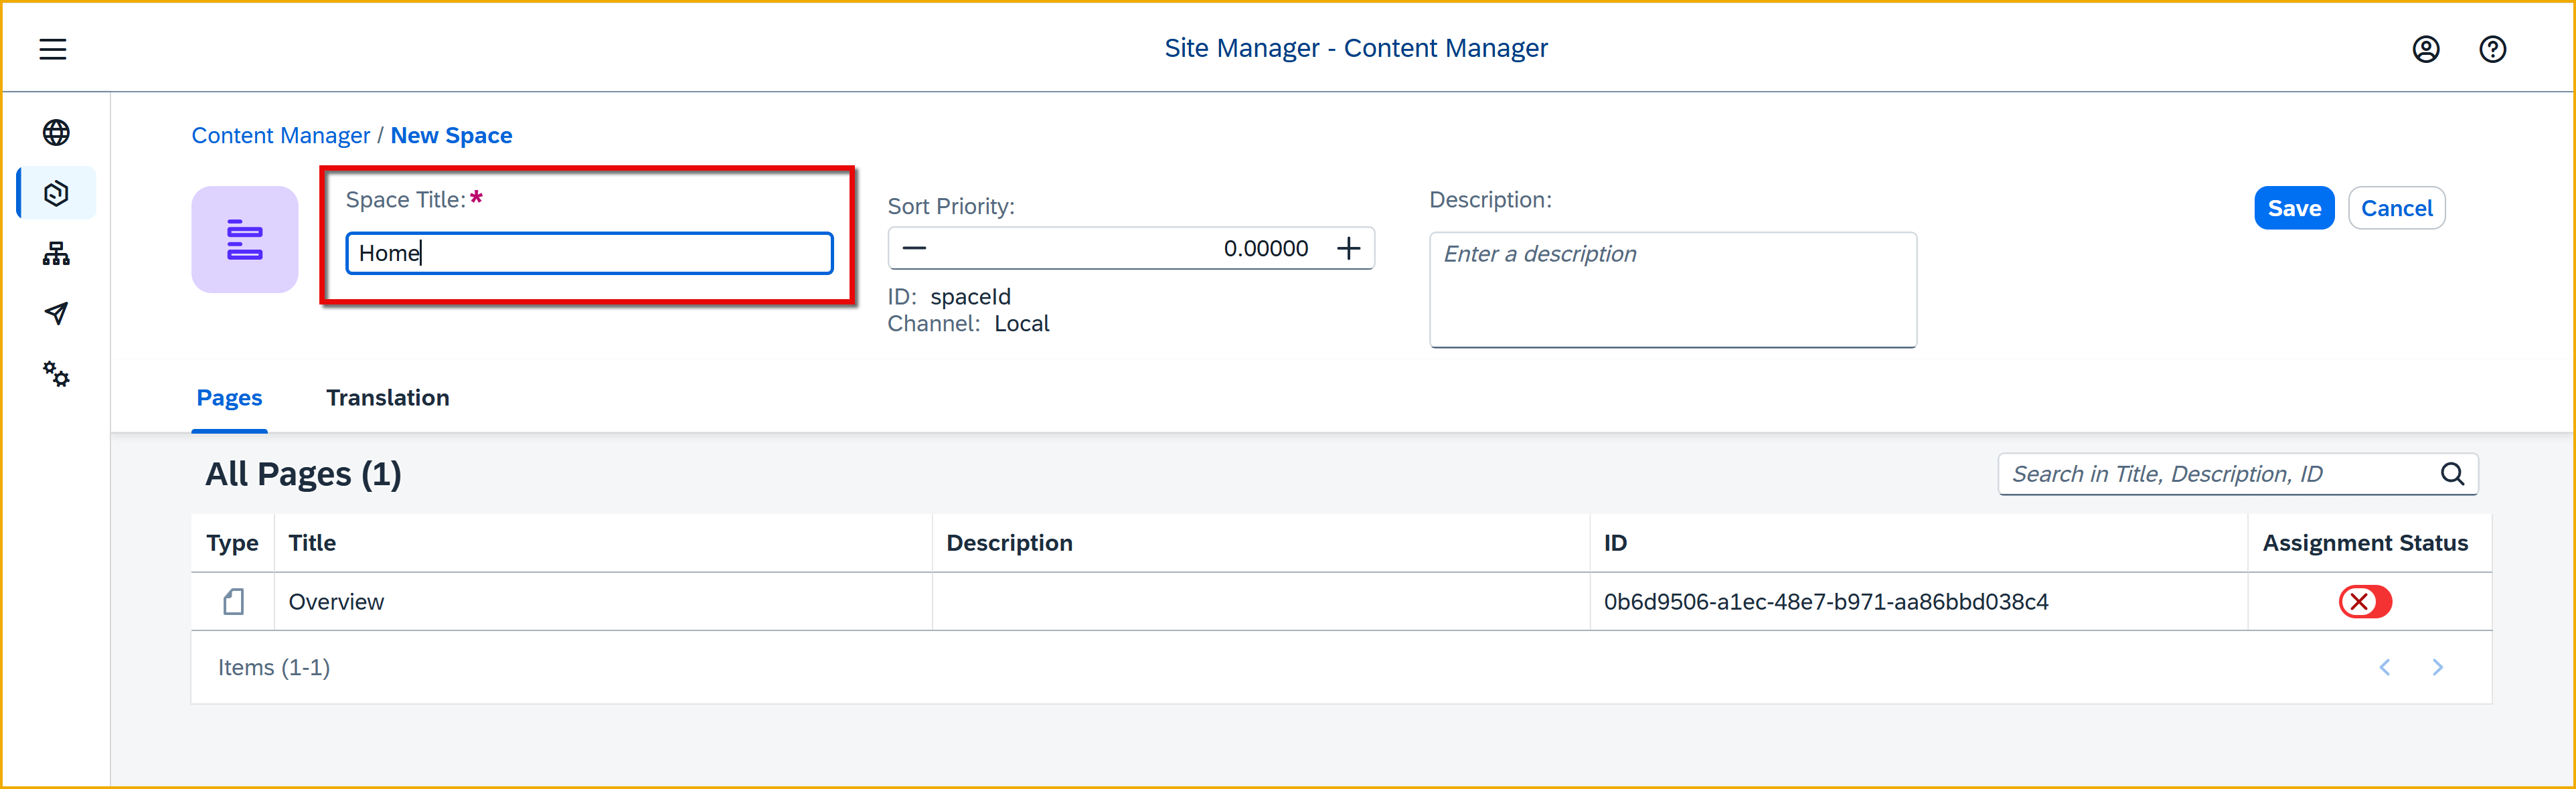 Site Manager - Content Manager
Content Manager / New Space
Space Title:*
Home
Sort Priority:
0.00000
ID: spaceId
Channel: Local
Description:
Enter a description
Save
Cancel
Pages
Translation
All Pages (1)
Search in Title, Description, ID
Type Title Description ID Assignment Status
Overview 0b6d9506-a1ec-48e7-b971-aa86bbd038c4
Items (1-1)